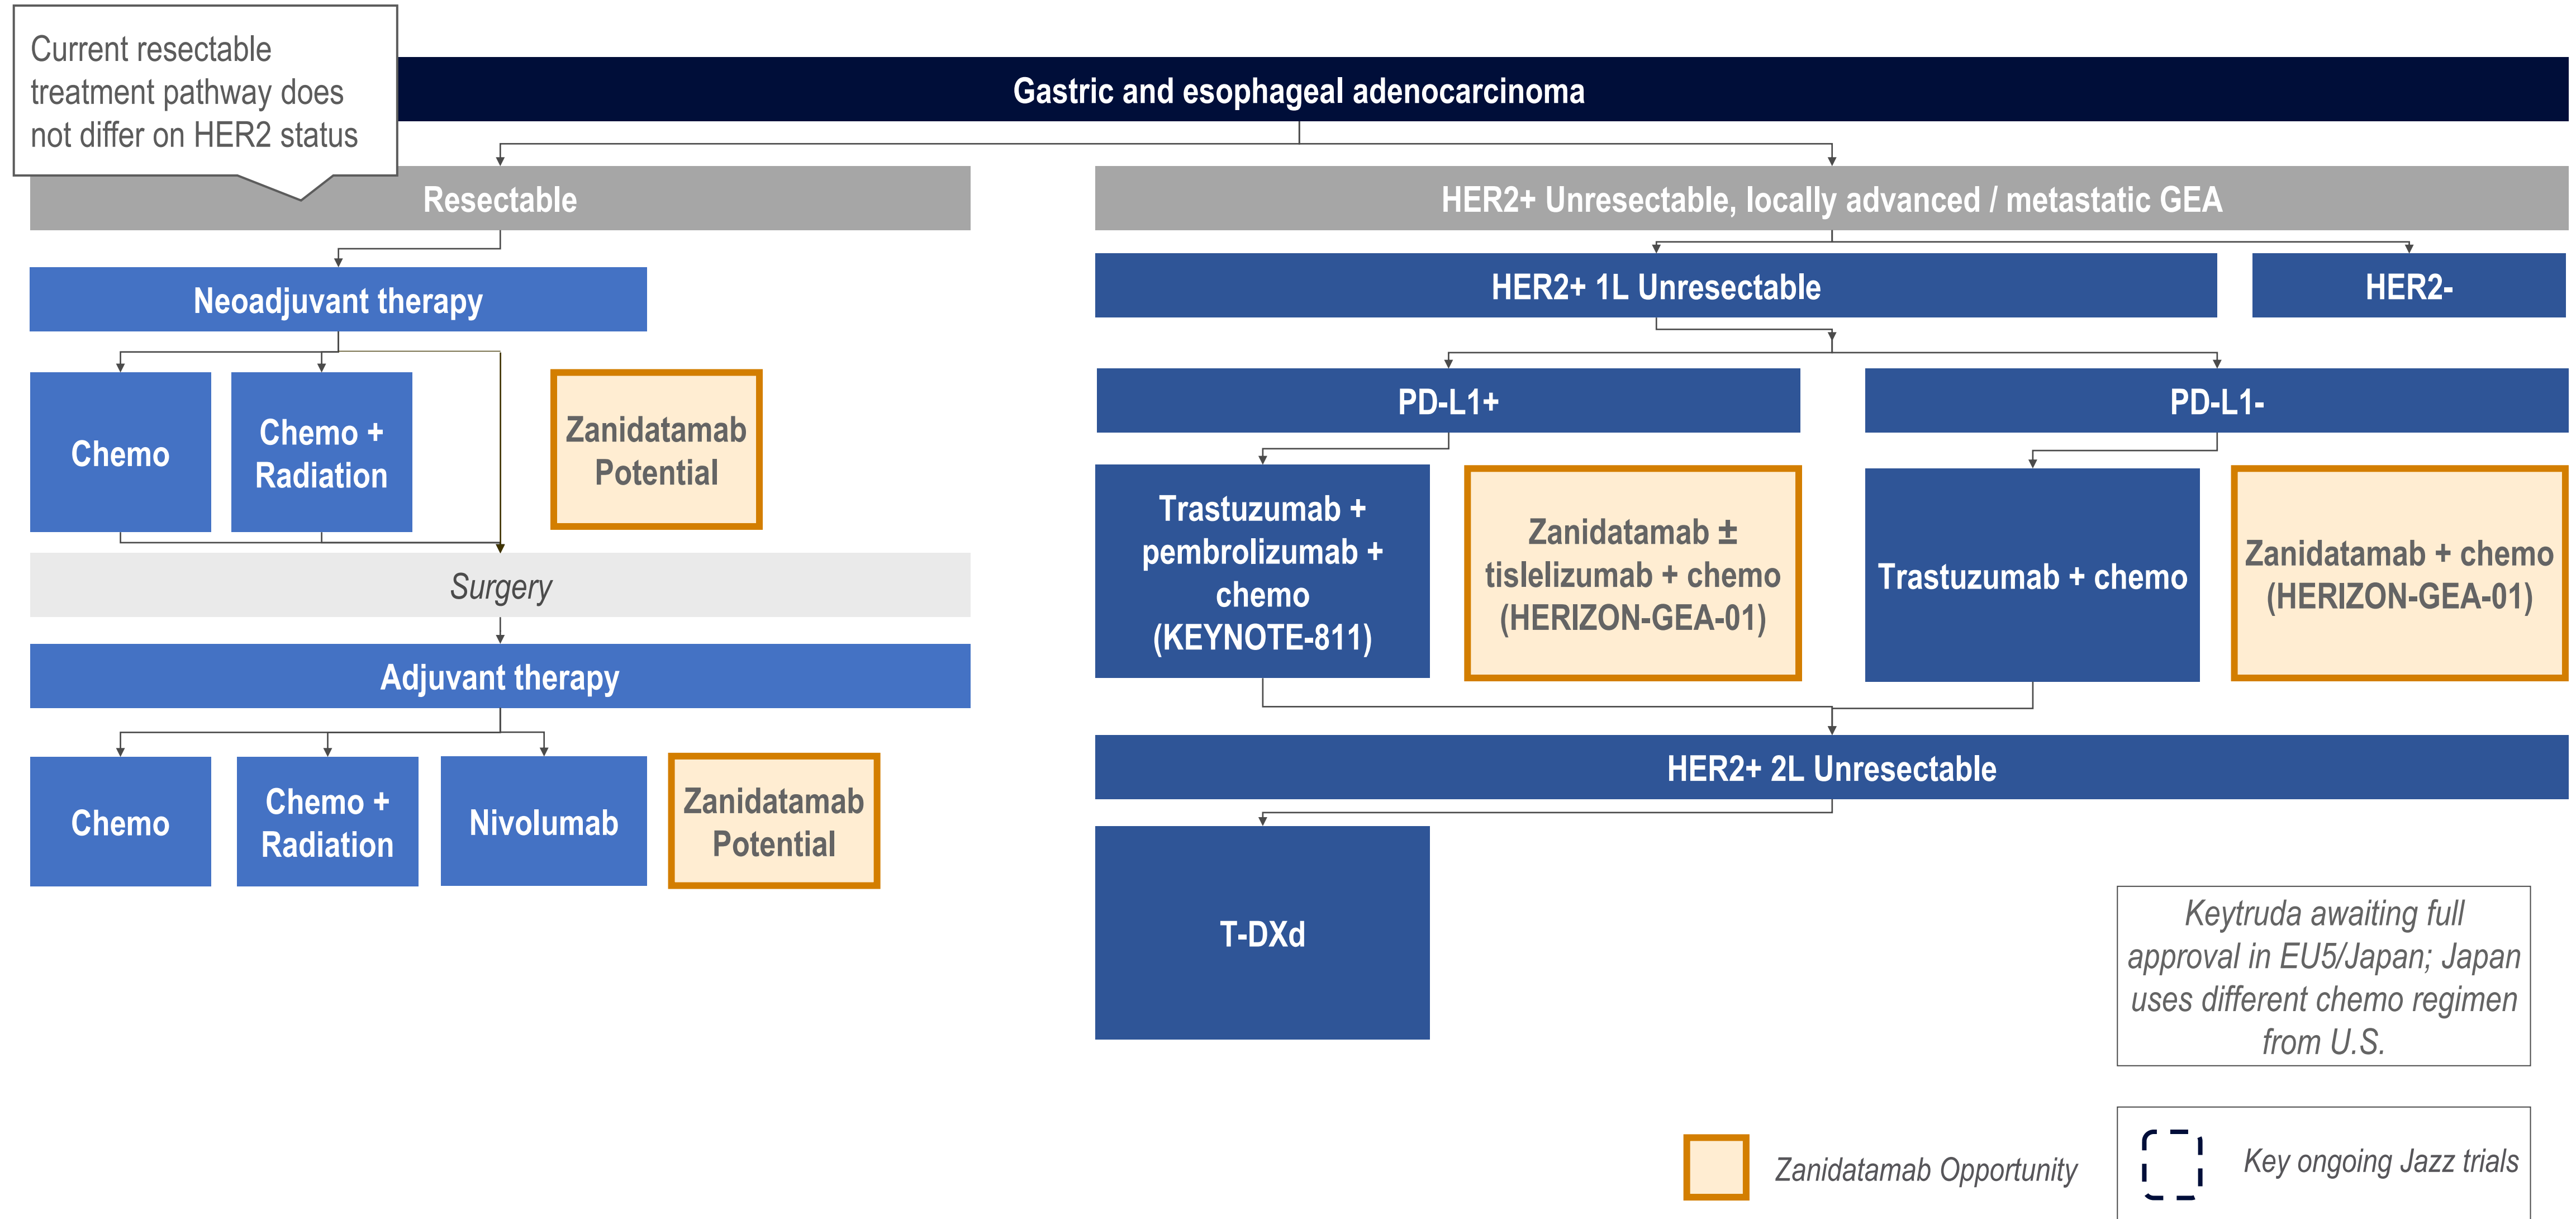 Current resectable
treatment pathway does
not differ on HER2 status
Gastric and esophageal adenocarcinoma
Resectable
HER2+ Unresectable, locally advanced / metastatic GEA
Neoadjuvant therapy
HER2+ 1L Unresectable
HER2-
Chemo
Chemo +
Radiation
Zanidatamab
Potential
PD-L1+
PD-L1-
Trastuzumab +
pembrolizumab +
chemo
(KEYNOTE-811)
Zanidatamab ±
tislelizumab + chemo
(HERIZON-GEA-01)
Trastuzumab + chemo
Zanidatamab + chemo
(HERIZON-GEA-01)
Surgery
Adjuvant therapy
Chemo
Chemo +
Radiation
Nivolumab
Zanidatamab
Potential
HER2+ 2L Unresectable
T-DXd
Keytruda awaiting full
approval in EU5/Japan; Japan
uses different chemo regimen
from U.S.
Zanidatamab Opportunity
Key ongoing Jazz trials